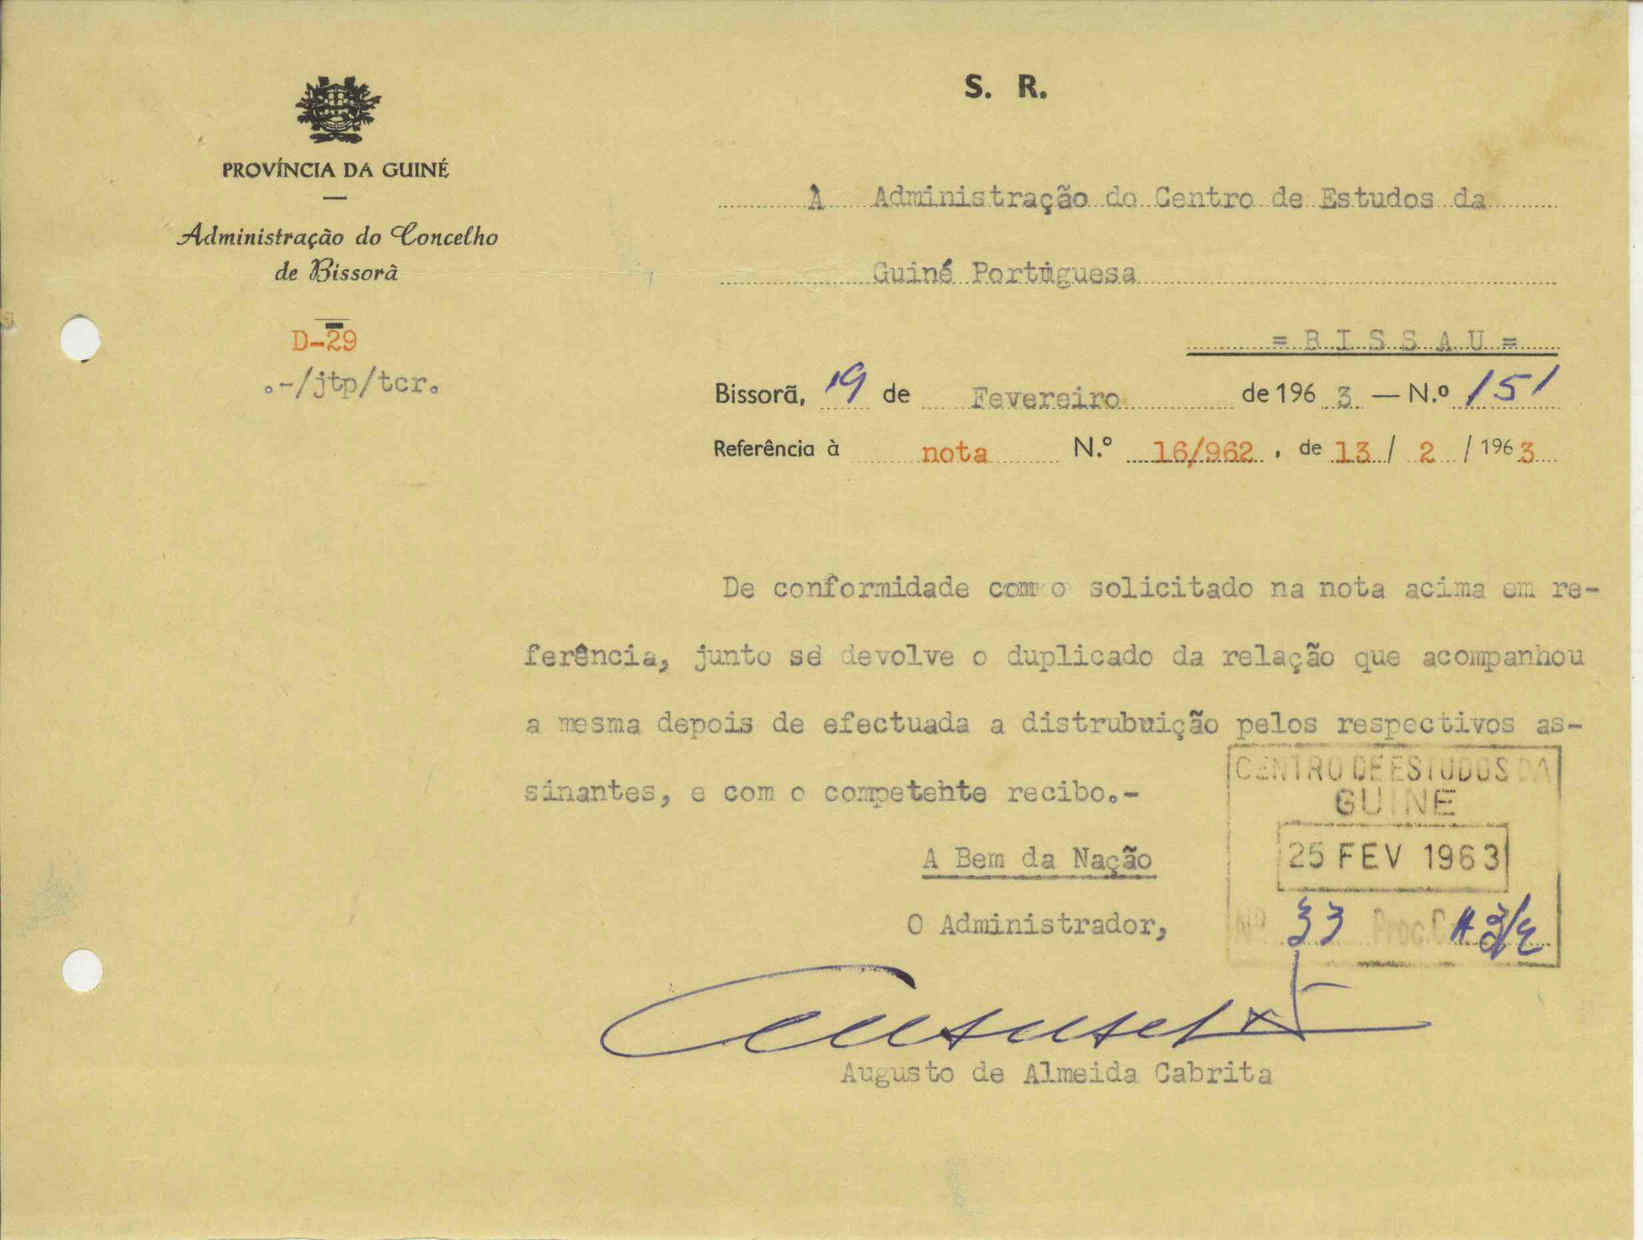 S. R.
PROVÍNCIA DA GUINÉ
Administração do Concelho
de Bissorã
D-29
.-/jtp/tcr.
À Administração do Centro de Estudos da
Guiné Portuguesa
= B I S S A U =
Bissorã, 19 de Fevereiro de 1963 — N.º 151
Referência à nota N.º 16/962 , de 13 / 2 / 1963
De conformidade com o solicitado na nota acima em re-
ferência, junto se devolve o duplicado da relação que acompanhou
a mesma depois de efectuada a distrubuição pelos respectivos as-
sinantes, e com o competente recibo.-
A Bem da Nação
O Administrador,
Augusto de Almeida Cabrita
CENTRO DE ESTUDOS DA
GUINÉ
25 FEV 1963
Nº 33 Proc.